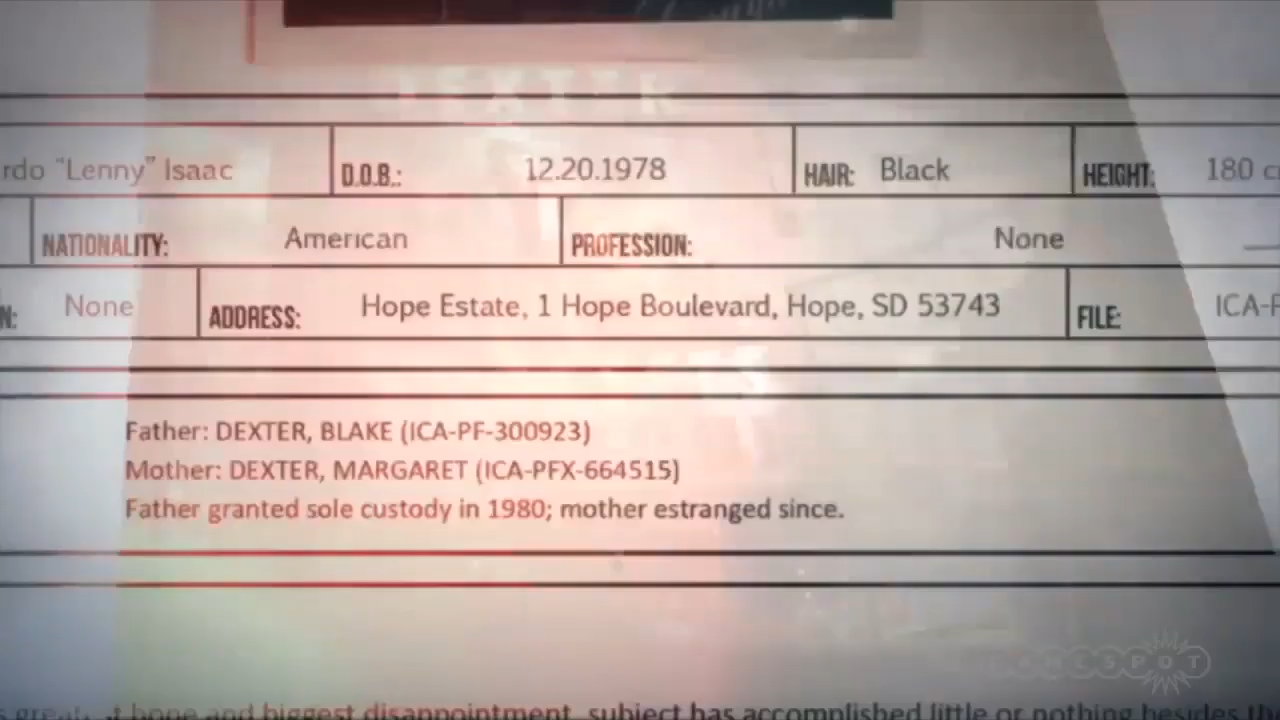 DEXTER
rdo “Lenny” Isaac D.O.B.: 12.20.1978 HAIR: Black HEIGHT: 180 c
NATIONALITY: American PROFESSION: None
N: None ADDRESS: Hope Estate, 1 Hope Boulevard, Hope, SD 53743 FILE: ICA-P
Father: DEXTER, BLAKE (ICA-PF-300923)
Mother: DEXTER, MARGARET (ICA-PFX-664515)
Father granted sole custody in 1980; mother estranged since.
GAMESPOT
hope and biggest disappointment, subject has accomplished little or nothing besides